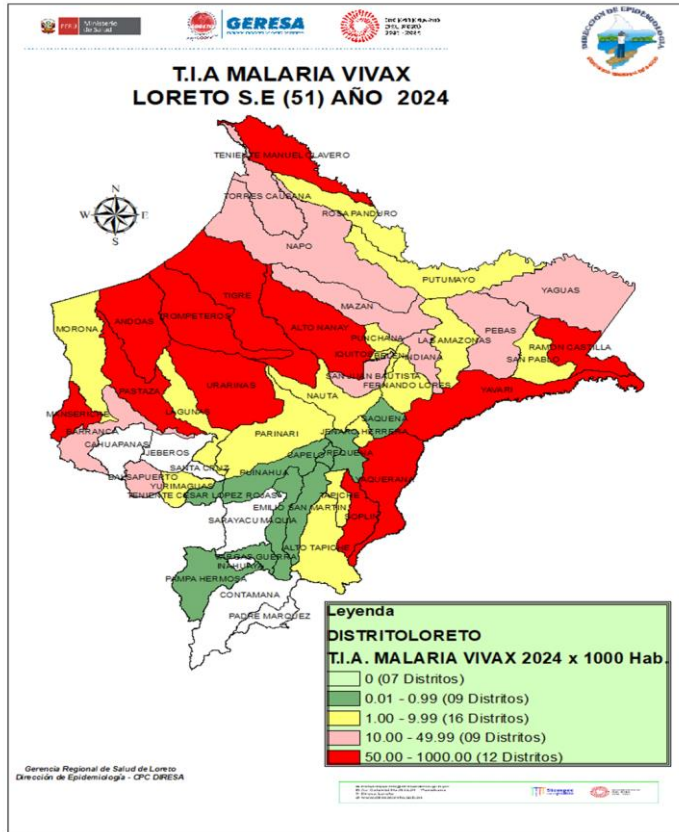 PERÚ Ministerio de Salud
GERESA
DIRECCION DE EPIDEMIOLOGIA
T.I.A MALARIA VIVAX
LORETO S.E (51) AÑO 2024
N
W E
S
TENIENTE MANUEL CLAVERO
TORRES CAUSANA
ROSA PANDURO
NAPO
PUTUMAYO
YAGUAS
TIGRE
MAZAN
MORONA
ANDOAS
TROMPETEROS
ALTO NANAY
PUNCHANA
LAS AMAZONAS
PEBAS
RAMON CASTILLA
IQUITOS
BELEN
INDIANA
SAN PABLO
SAN JUAN BAUTISTA
FERNANDO LORES
PASTAZA
URARINAS
NAUTA
YAVARI
MANSERICHE
LAGUNAS
SAQUENA
BARRANCA
PARINARI
JENARO HERRERA
CAHUAPANAS
JEBEROS
CAPELO
REQUENA
SANTA CRUZ
PUINAHUA
YAQUERANA
BALSAPUERTO
YURIMAGUAS
TENIENTE CESAR LOPEZ ROJAS
TAPICHE
EMILIO SAN MARTIN
SOPLIN
SARAYACU
MAQUIA
ALTO TAPICHE
VARGAS GUERRA
INAHUAYA
PAMPA HERMOSA
CONTAMANA
PADRE MARQUEZ
Leyenda
DISTRITOLORETO
T.I.A. MALARIA VIVAX 2024 x 1000 Hab.
0 (07 Distritos)
0.01 - 0.99 (09 Distritos)
1.00 - 9.99 (16 Distritos)
10.00 - 49.99 (09 Distritos)
50.00 - 1000.00 (12 Distritos)
Gerencia Regional de Salud de Loreto
Dirección de Epidemiología - CPC DIRESA